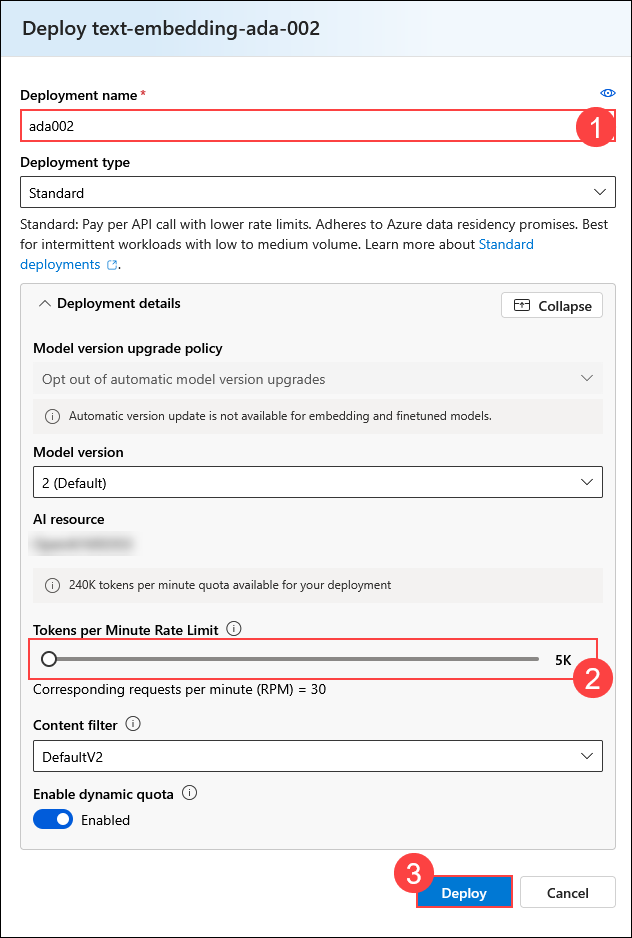 Deploy text-embedding-ada-002
Deployment name *
ada002
1
Deployment type
Standard
Standard: Pay per API call with lower rate limits. Adheres to Azure data residency promises. Best
for intermittent workloads with low to medium volume. Learn more about Standard
deployments.
Deployment details
Collapse
Model version upgrade policy
Opt out of automatic model version upgrades
Automatic version update is not available for embedding and finetuned models.
Model version
2 (Default)
AI resource
240K tokens per minute quota available for your deployment
Tokens per Minute Rate Limit
5K
2
Corresponding requests per minute (RPM) = 30
Content filter
DefaultV2
Enable dynamic quota
Enabled
3
Deploy
Cancel